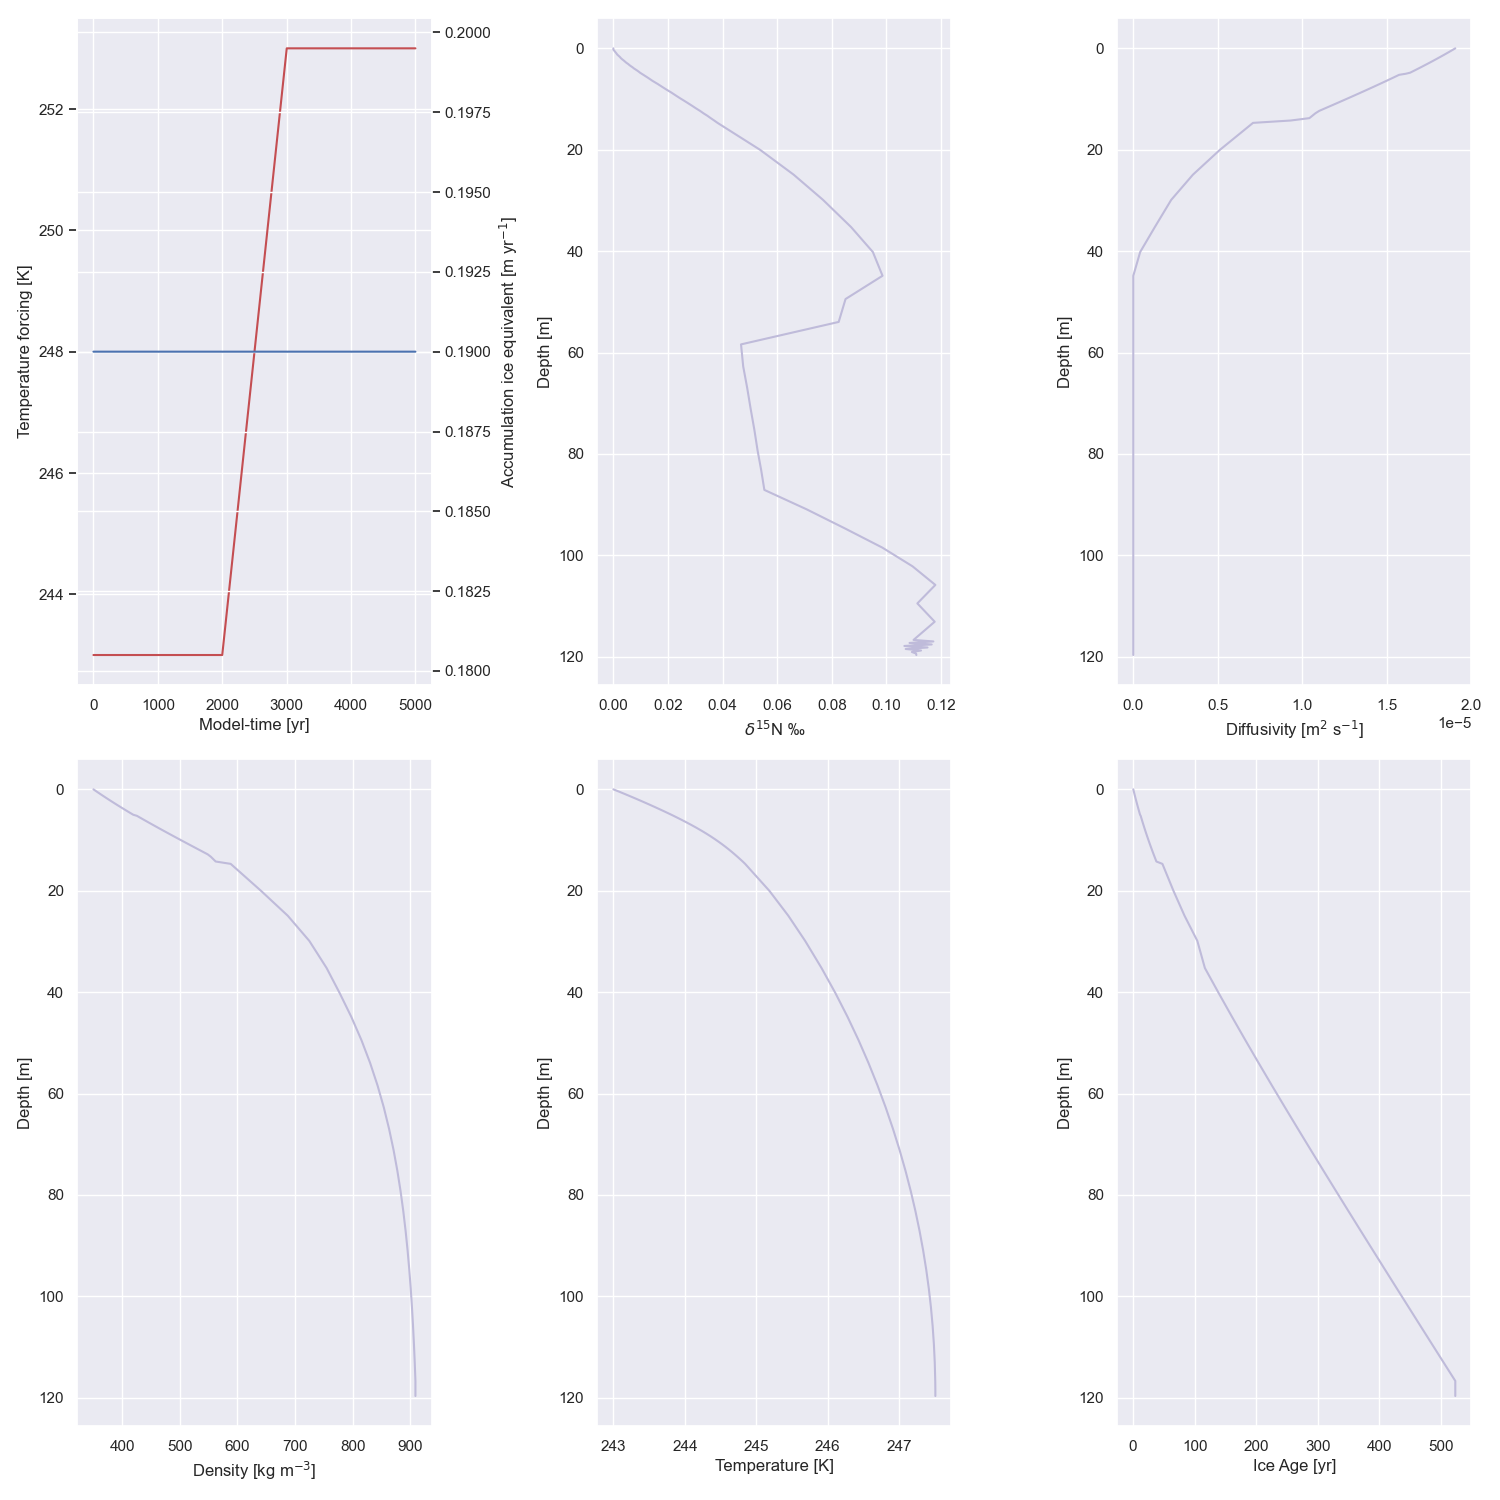 Temperature forcing [K]
252
250
248
246
244
0.2000
0.1975
0.1950
0.1925
0.1900
0.1875
0.1850
0.1825
0.1800
Accumulation ice equivalent [m yr⁻¹]
0 1000 2000 3000 4000 5000
Model-time [yr]
Depth [m]
0
20
40
60
80
100
120
0.00 0.02 0.04 0.06 0.08 0.10 0.12
δ¹⁵N ‰
Depth [m]
0
20
40
60
80
100
120
0.0 0.5 1.0 1.5 2.0
1e−5
Diffusivity [m² s⁻¹]
Depth [m]
0
20
40
60
80
100
120
400 500 600 700 800 900
Density [kg m⁻³]
Depth [m]
0
20
40
60
80
100
120
243 244 245 246 247
Temperature [K]
Depth [m]
0
20
40
60
80
100
120
0 100 200 300 400 500
Ice Age [yr]